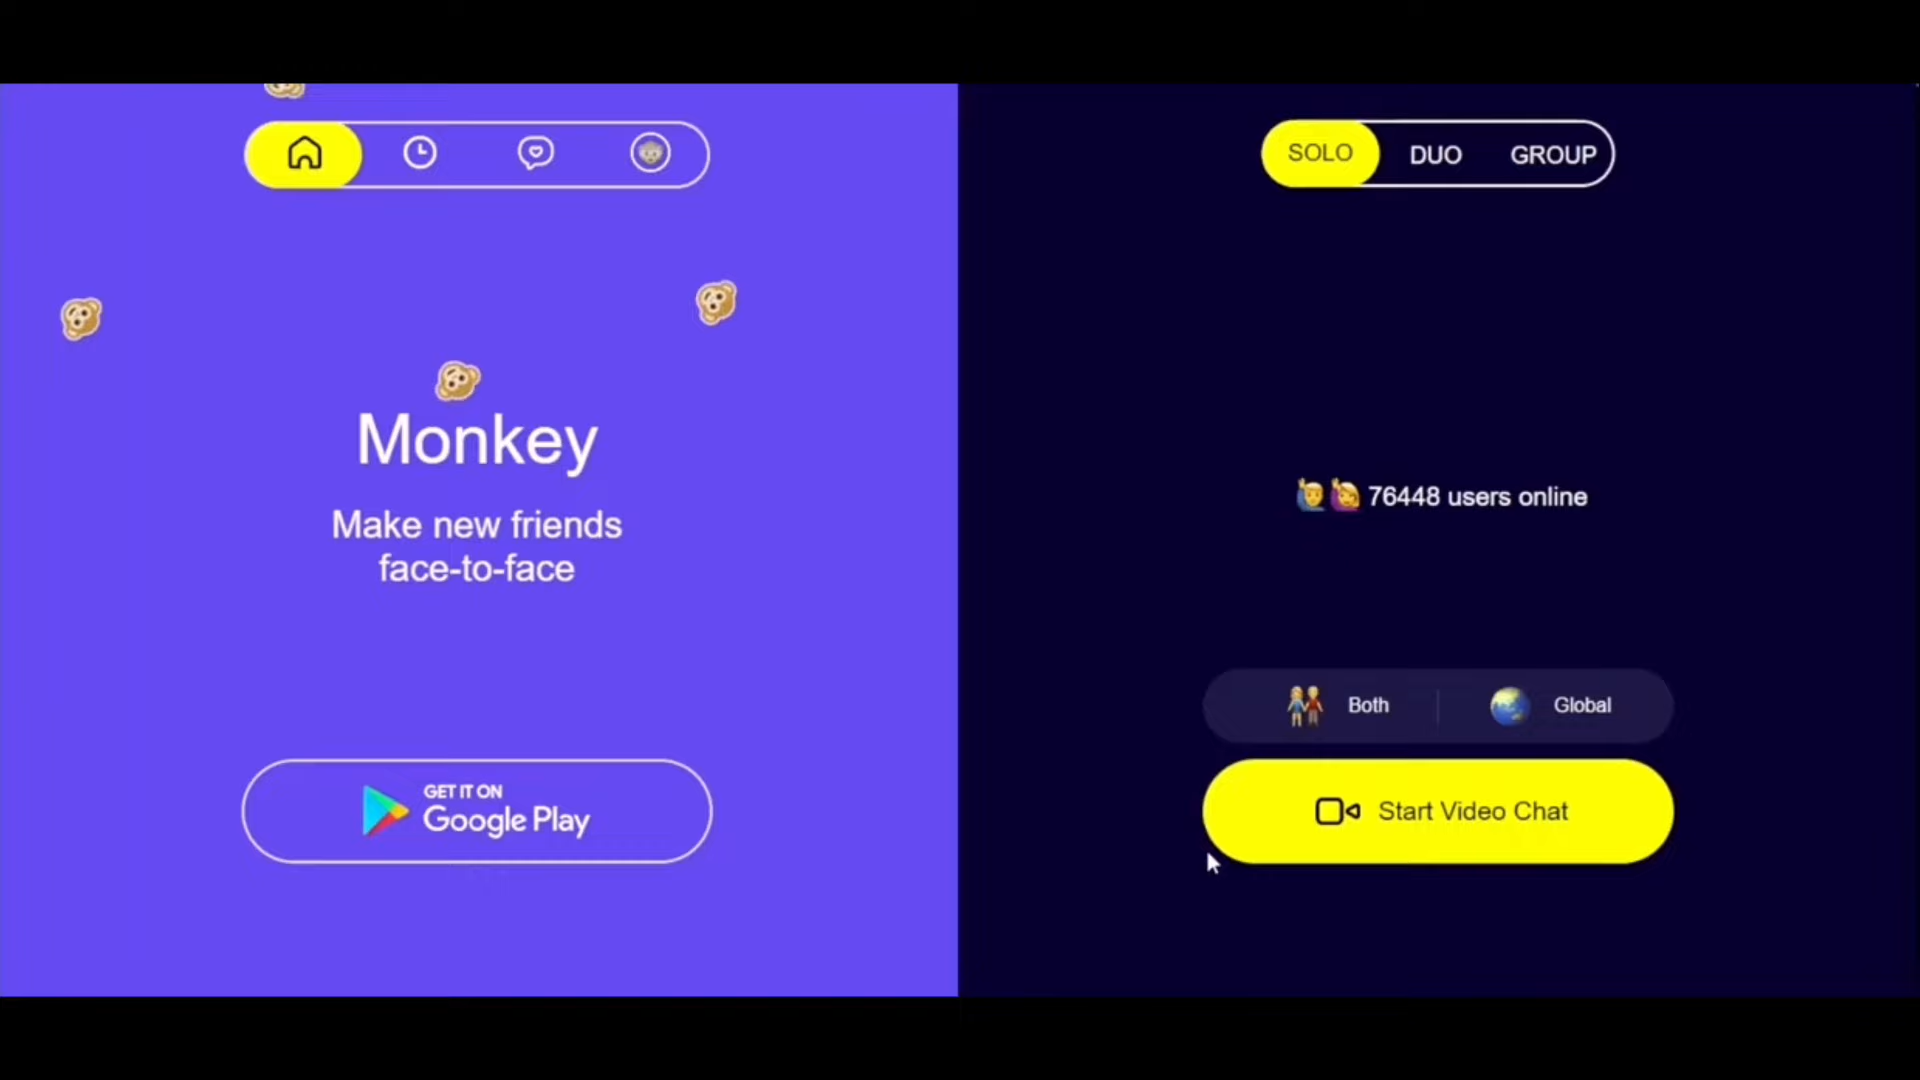 SOLO
DUO
GROUP
Monkey
Make new friends
face-to-face
76448 users online
Both
Global
GET IT ON
Google Play
Start Video Chat